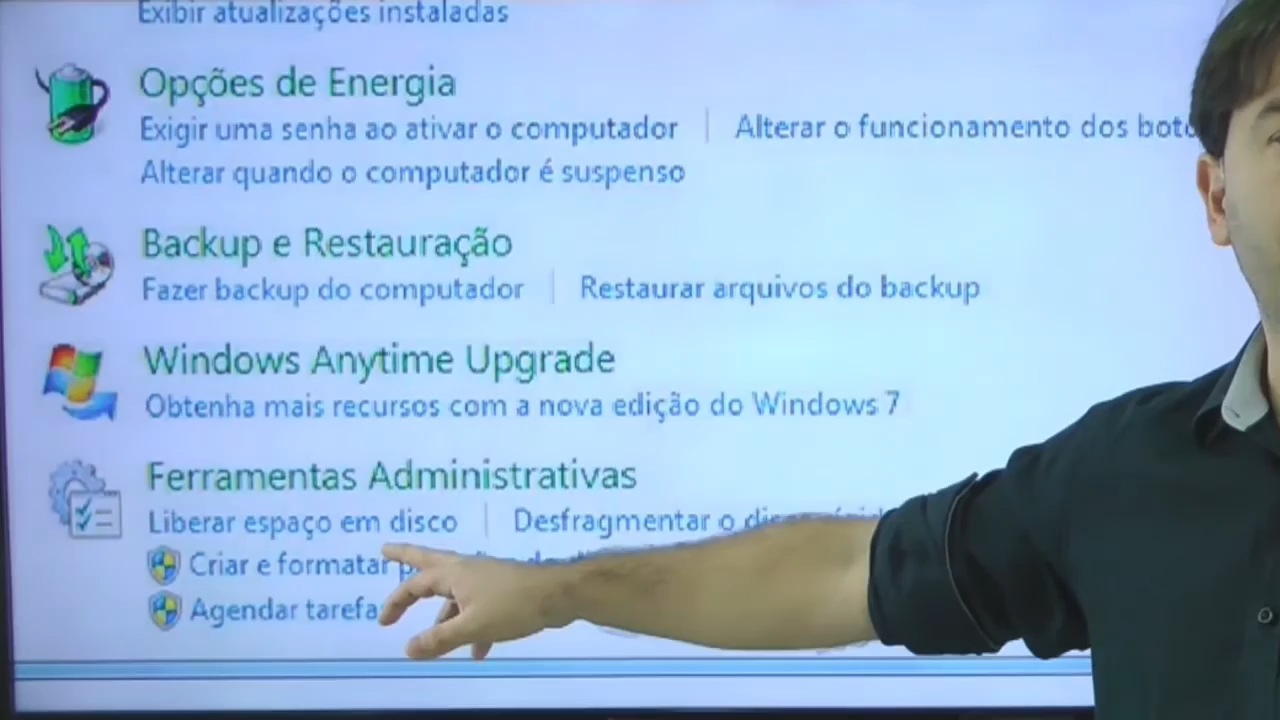 Exibir atualizações instaladas
Opções de Energia
Exigir uma senha ao ativar o computador | Alterar o funcionamento dos
Alterar quando o computador é suspenso
Backup e Restauração
Fazer backup do computador | Restaurar arquivos do backup
Windows Anytime Upgrade
Obtenha mais recursos com a nova edição do Windows 7
Ferramentas Administrativas
Liberar espaço em disco | Desfragmentar o
Criar e formatar
Agendar